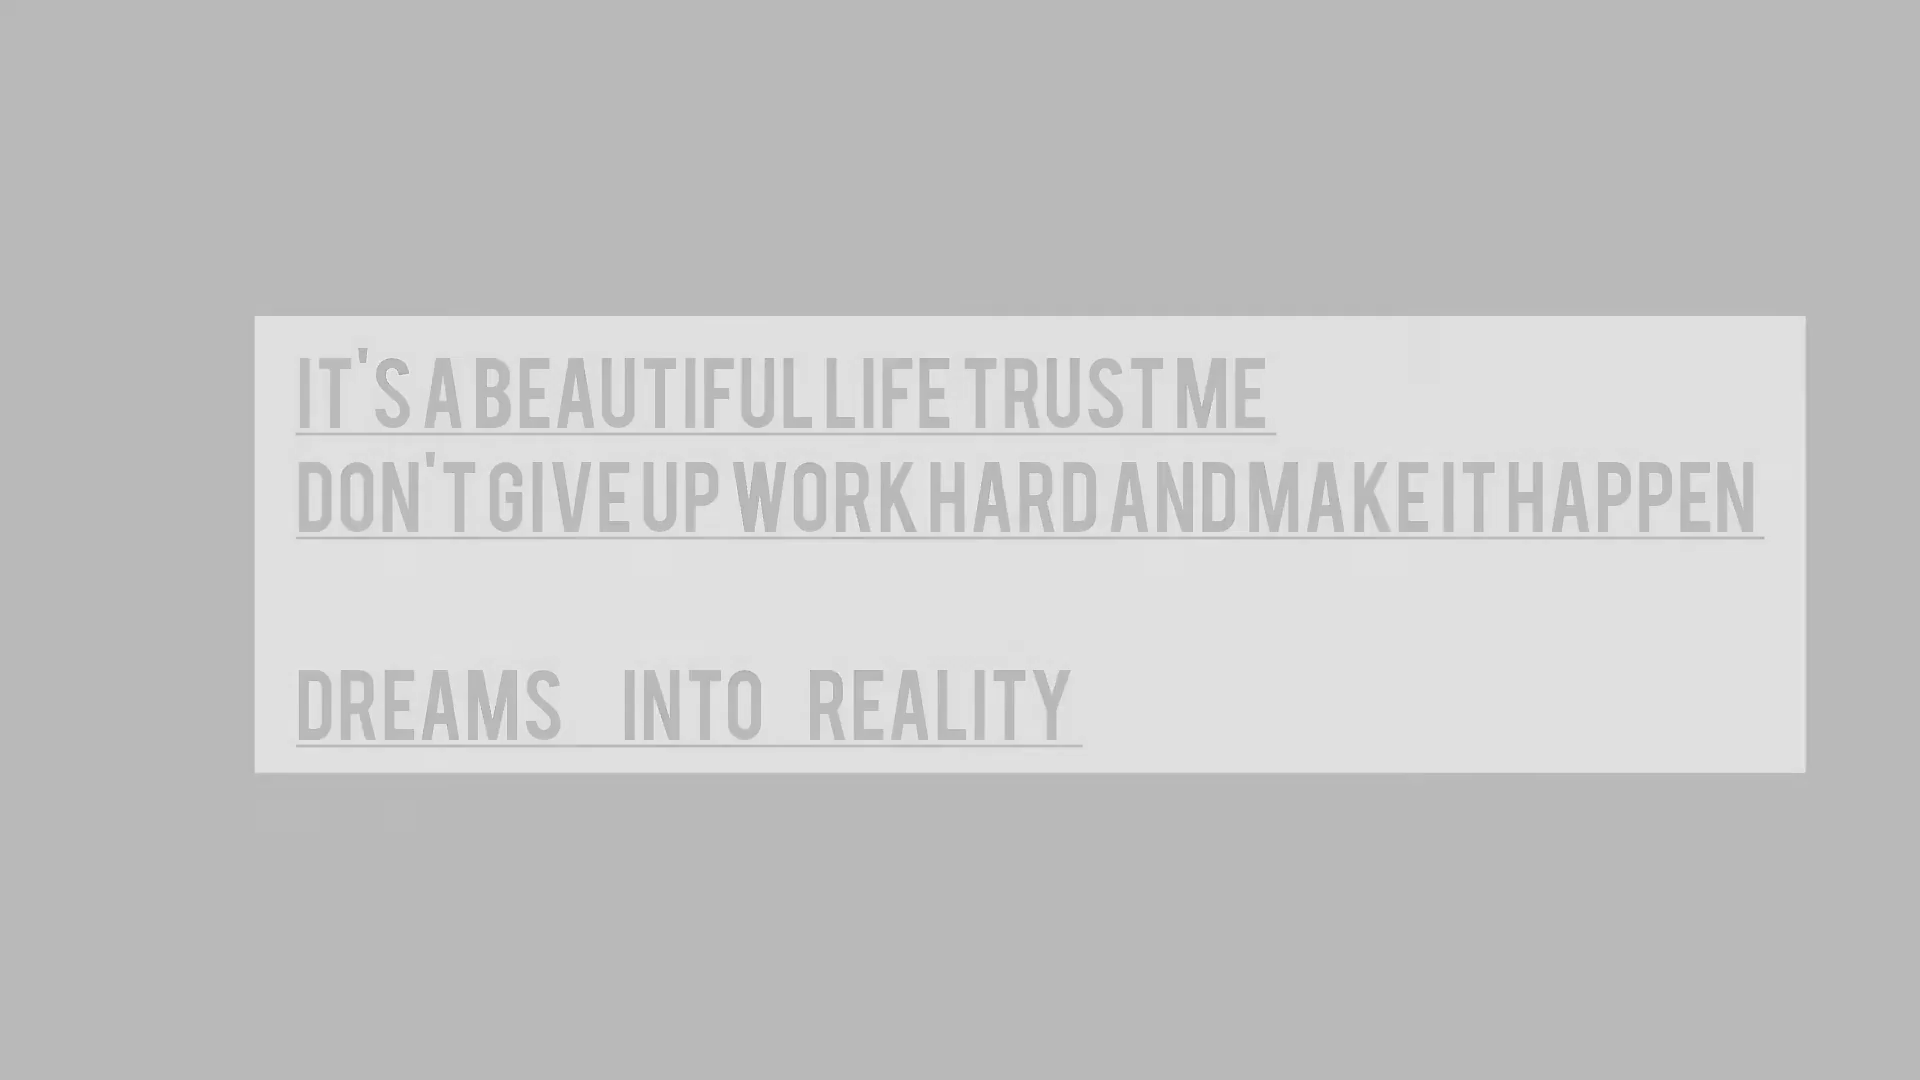 IT'S A BEAUTIFUL LIFE TRUST ME
DON'T GIVE UP WORK HARD AND MAKE IT HAPPEN
DREAMS INTO REALITY